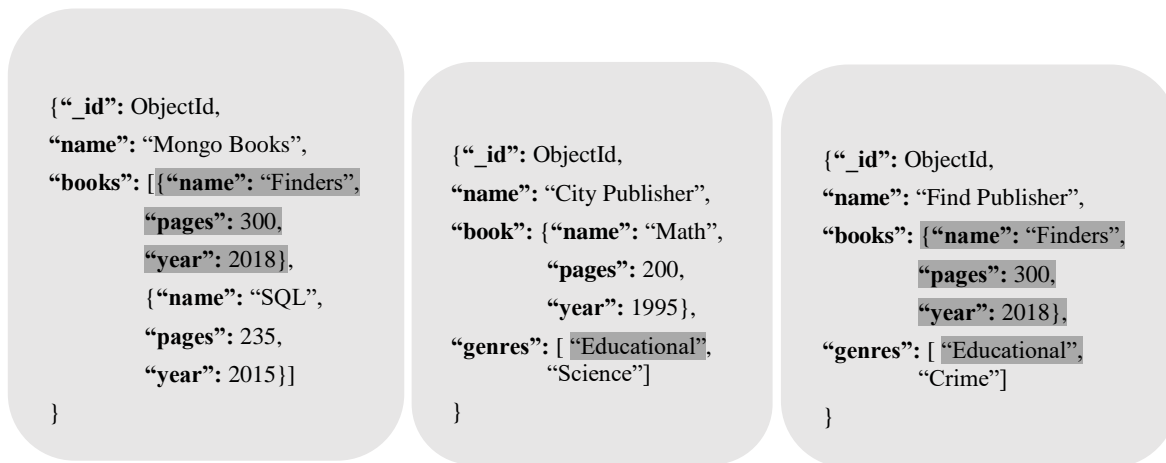 {“_id”: ObjectId,
“name”: “Mongo Books”,
“books”: [{“name”: “Finders”,
“pages”: 300,
“year”: 2018},
{“name”: “SQL”,
“pages”: 235,
“year”: 2015}]
}
{“_id”: ObjectId,
“name”: “City Publisher”,
“book”: {“name”: “Math”,
“pages”: 200,
“year”: 1995},
“genres”: [ “Educational”,
“Science”]
}
{“_id”: ObjectId,
“name”: “Find Publisher”,
“books”: {“name”: “Finders”,
“pages”: 300,
“year”: 2018},
“genres”: [ “Educational”,
“Crime”]
}